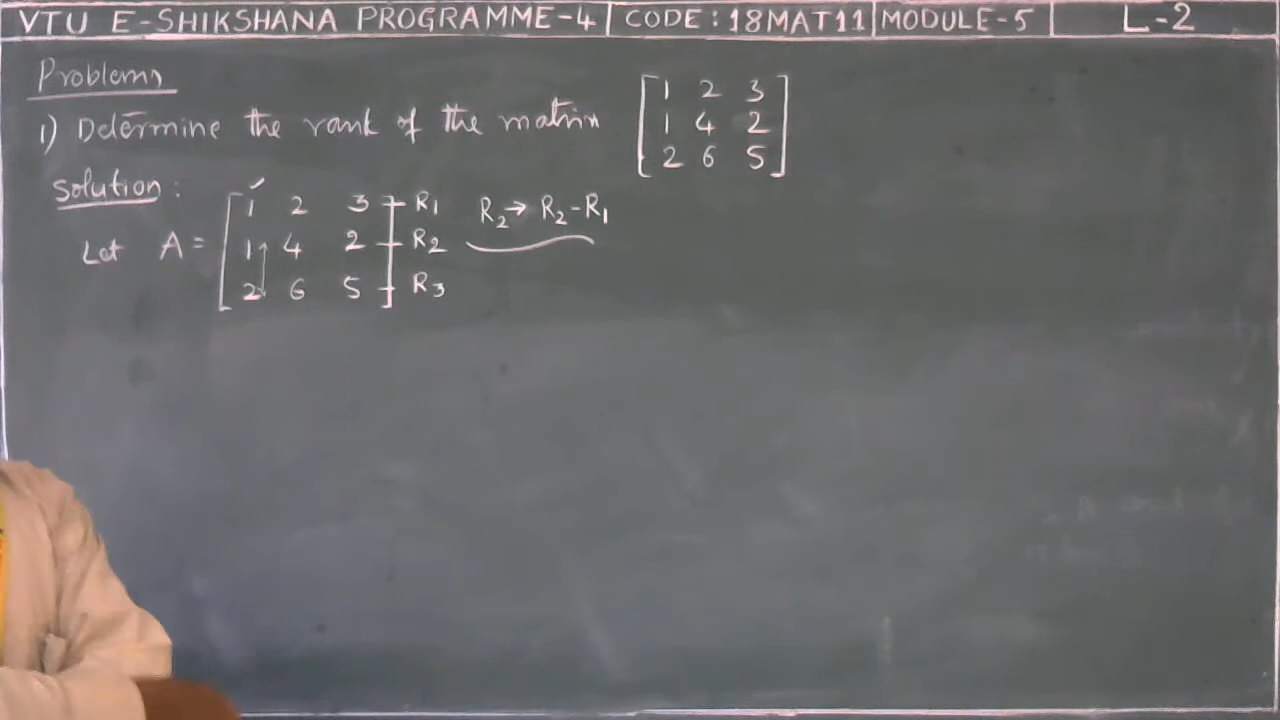 VTU E-SHIKSHANA PROGRAMME-4 CODE: 18MAT11 MODULE-5 L-2
Problems
1) Determine the rank of the matrix [1 2 3
1 4 2
2 6 5]
Solution:
Let A = [1 2 3] R1 R2→ R2-R1
1 4 2 R2
2 6 5 R3